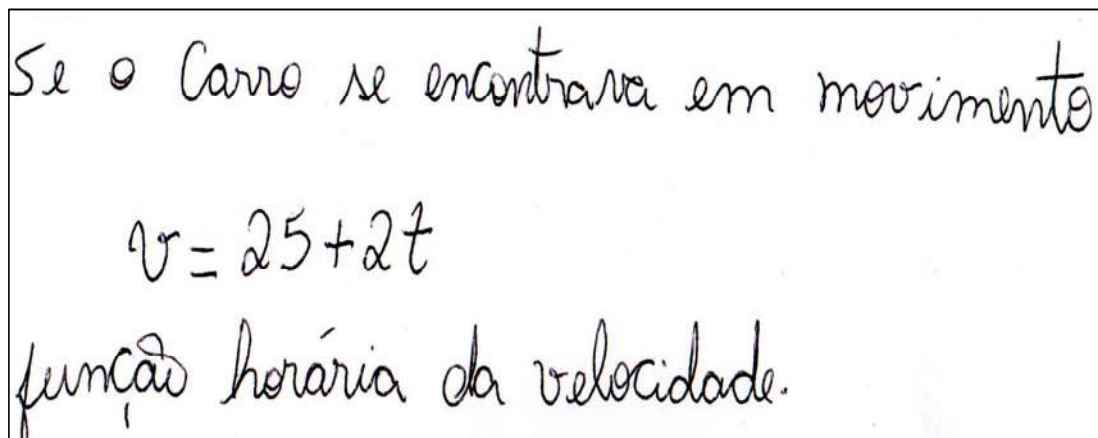 Se o Carro se encontrava em movimento
v = 25 + 2t
função horária da velocidade.